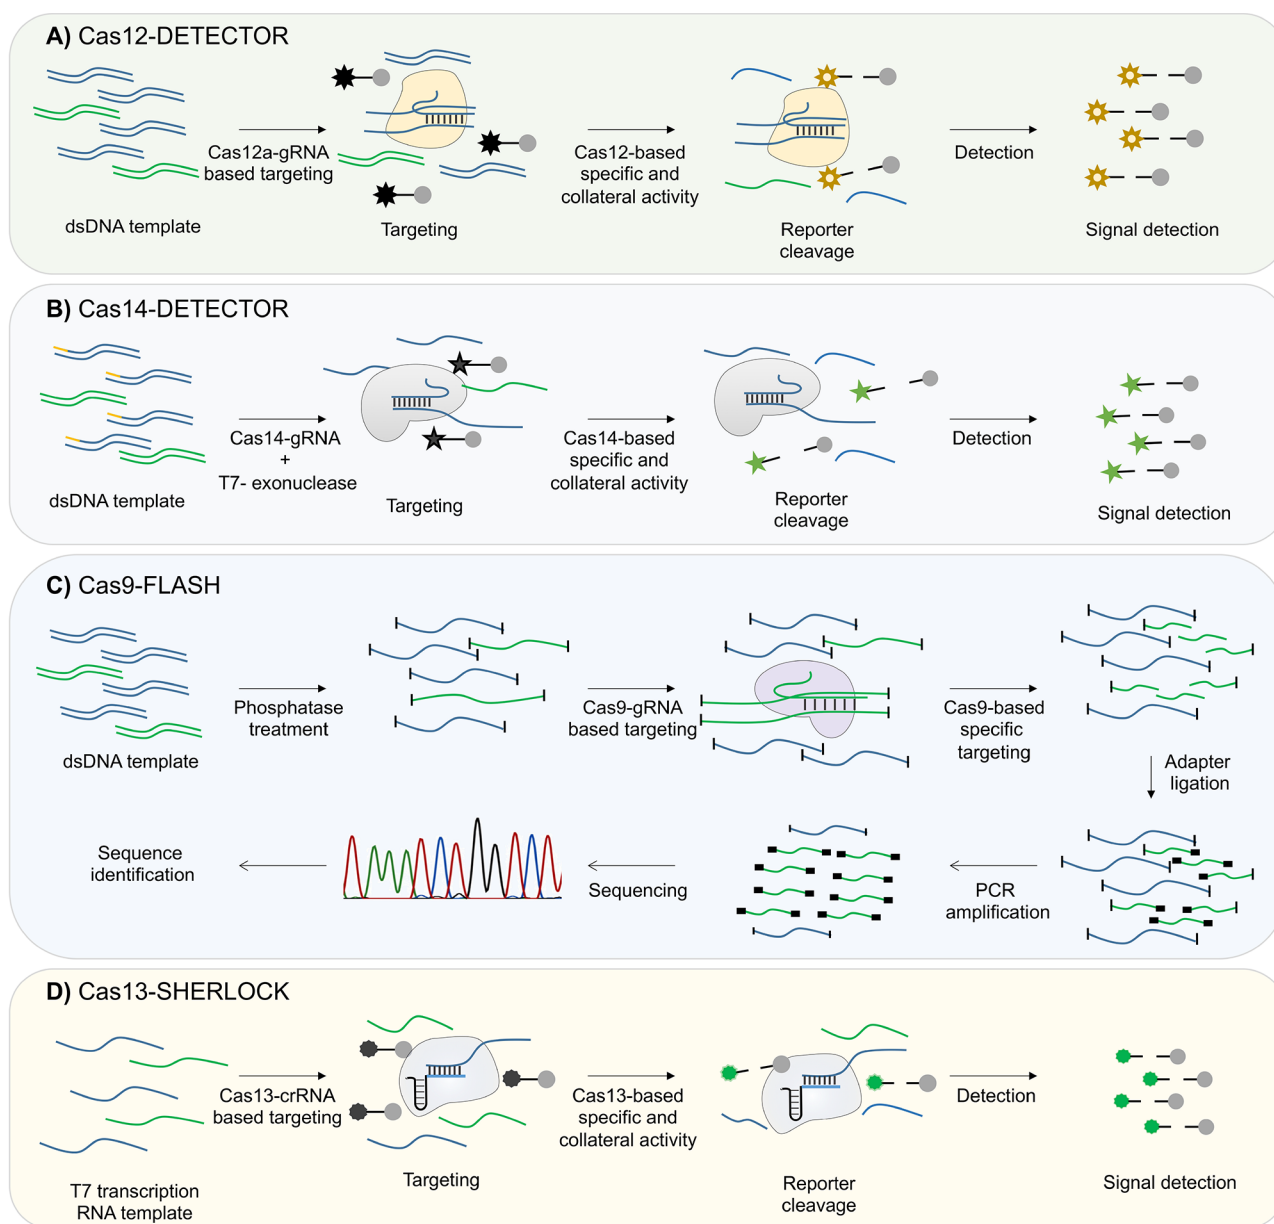 A) Cas12-DETECTOR
Cas12a-gRNA
based targeting
Cas12-based
specific and
collateral activity
Detection
dsDNA template
Targeting
Reporter
cleavage
Signal detection
B) Cas14-DETECTOR
Cas14-gRNA
+
T7- exonuclease
Cas14-based
specific and
collateral activity
Detection
dsDNA template
Targeting
Reporter
cleavage
Signal detection
C) Cas9-FLASH
Phosphatase
treatment
Cas9-gRNA
based targeting
Cas9-based
specific
targeting
dsDNA template
Adapter
ligation
PCR
amplification
Sequencing
Sequence
identification
D) Cas13-SHERLOCK
Cas13-crRNA
based targeting
Cas13-based
specific and
collateral activity
Detection
T7 transcription
RNA template
Targeting
Reporter
cleavage
Signal detection